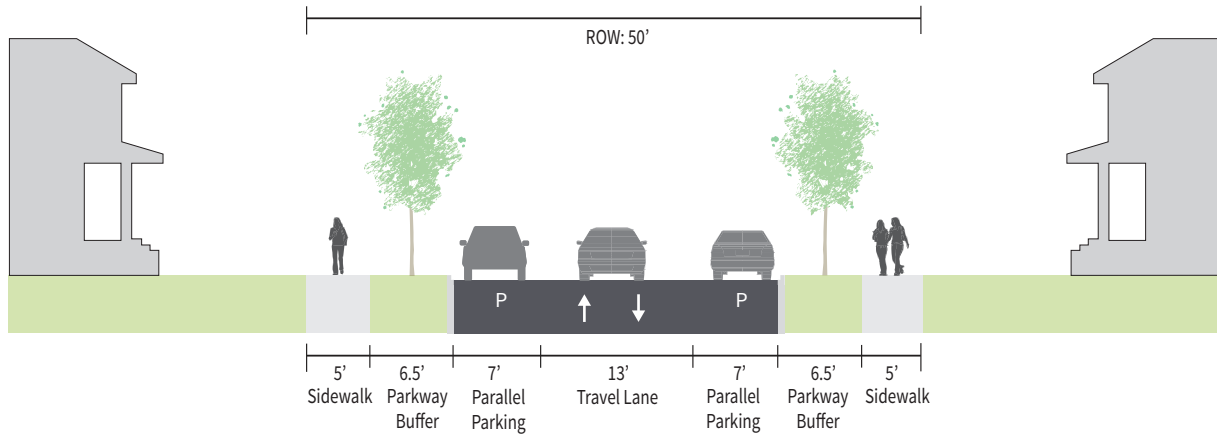 ROW: 50’
P
P
5’
Sidewalk
6.5’
Parkway
Buffer
7’
Parallel
Parking
13’
Travel Lane
7’
Parallel
Parking
6.5’
Parkway
Buffer
5’
Sidewalk